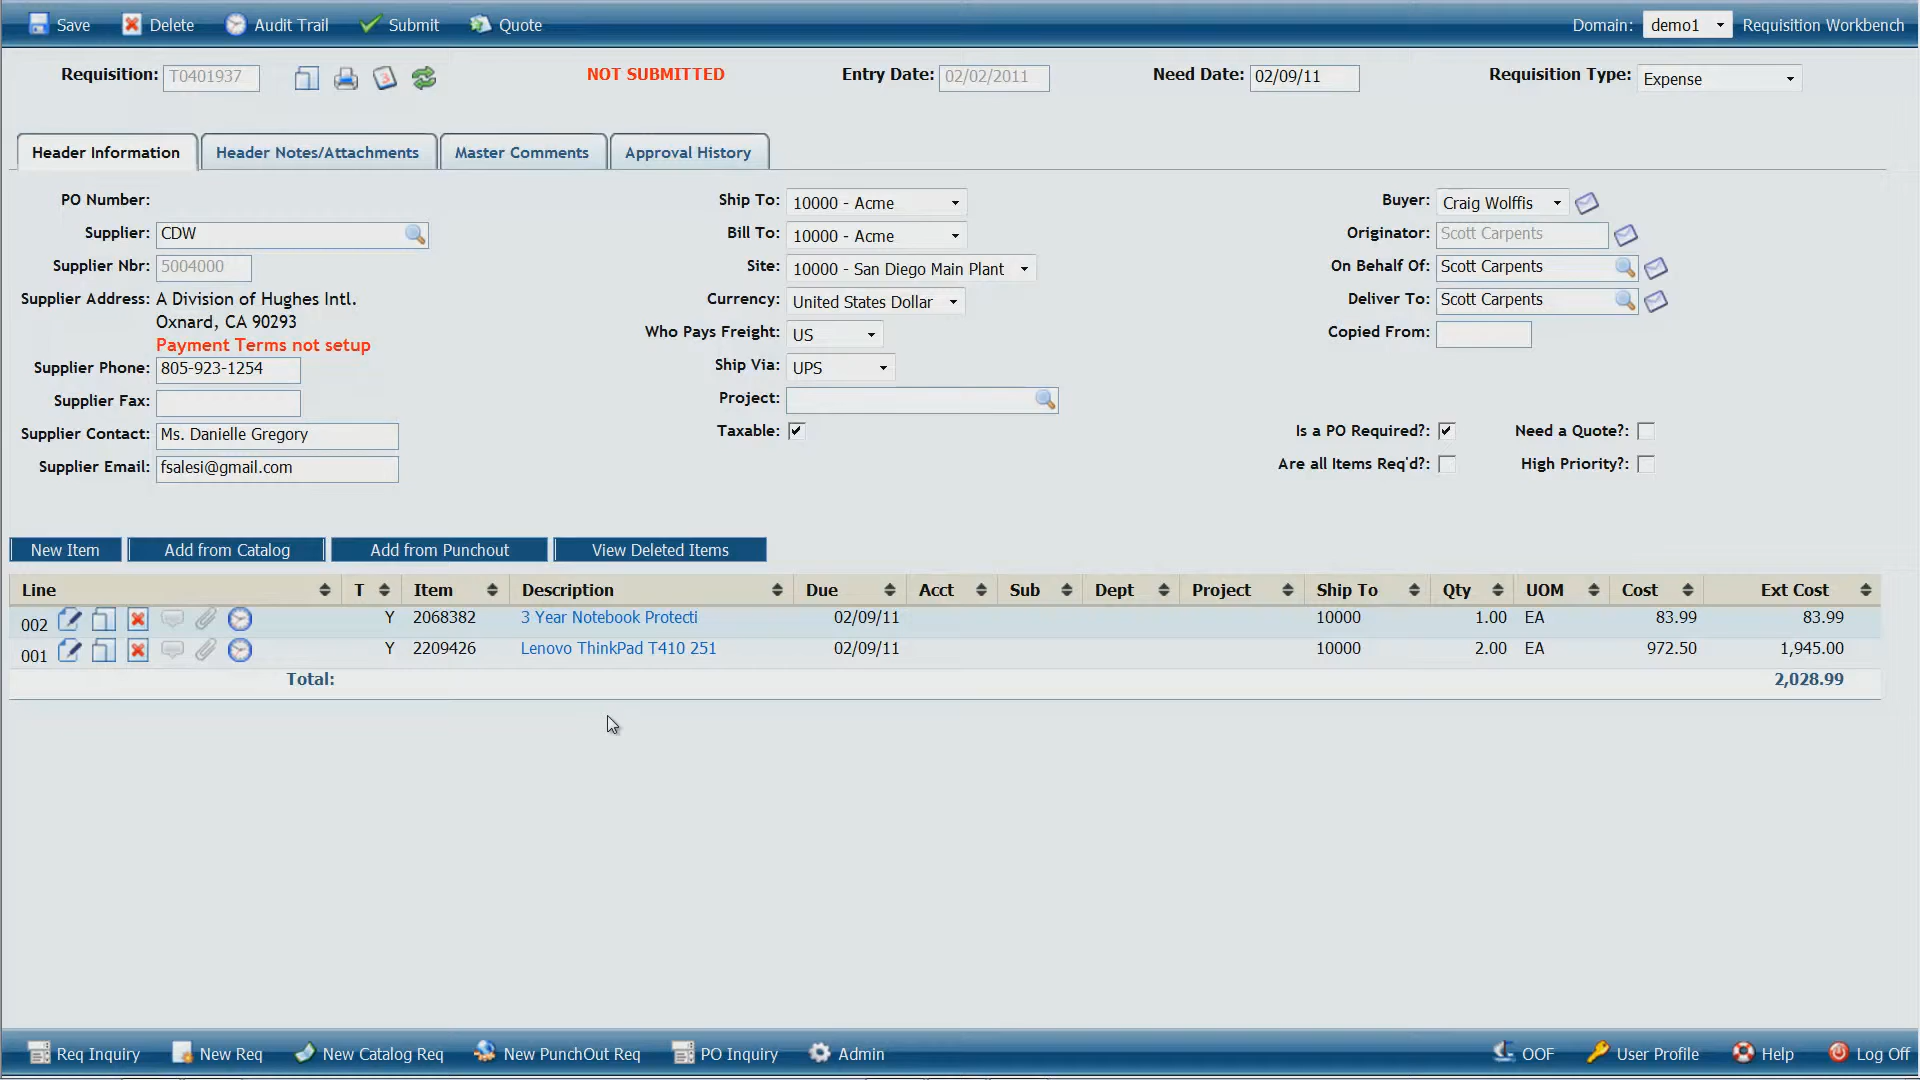 Save Delete Audit Trail Submit Quote Domain: demo1 Requisition Workbench
Requisition: T0401937 NOT SUBMITTED Entry Date: 02/02/2011 Need Date: 02/09/11 Requisition Type: Expense
Header Information Header Notes/Attachments Master Comments Approval History
PO Number: Ship To: 10000 - Acme Buyer: Craig Wolffis
Supplier: CDW Bill To: 10000 - Acme Originator: Scott Carpents
Supplier Nbr: 5004000 Site: 10000 - San Diego Main Plant On Behalf Of: Scott Carpents
Supplier Address: A Division of Hughes Intl. Currency: United States Dollar Deliver To: Scott Carpents
Oxnard, CA 90293 Who Pays Freight: US Copied From:
Payment Terms not setup
Supplier Phone: 805-923-1254 Ship Via: UPS
Supplier Fax: Project:
Supplier Contact: Ms. Danielle Gregory Taxable: Is a PO Required?: Need a Quote?:
Supplier Email: fsalesi@gmail.com Are all Items Req'd?: High Priority?:
New Item Add from Catalog Add from Punchout View Deleted Items
Line T Item Description Due Acct Sub Dept Project Ship To Qty UOM Cost Ext Cost
002 Y 2068382 3 Year Notebook Protecti 02/09/11 10000 1.00 EA 83.99 83.99
001 Y 2209426 Lenovo ThinkPad T410 251 02/09/11 10000 2.00 EA 972.50 1,945.00
Total: 2,028.99
Req Inquiry New Req New Catalog Req New PunchOut Req PO Inquiry Admin OOF User Profile Help Log Off